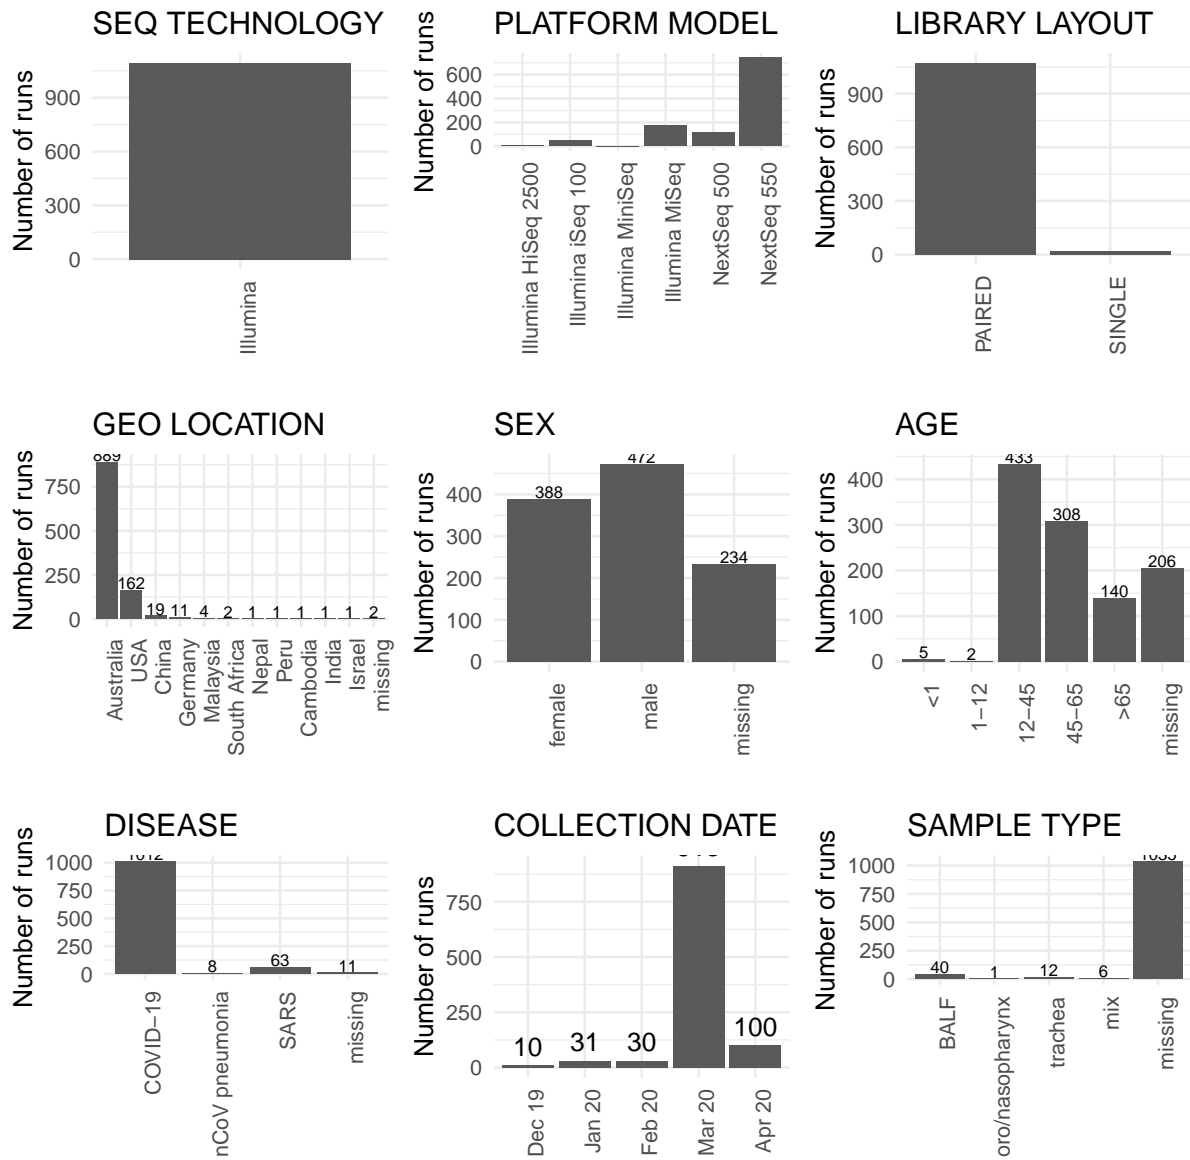 SEQ TECHNOLOGY
Number of runs
900
600
300
0
Illumina
PLATFORM MODEL
Number of runs
600
400
200
0
Illumina HiSeq 2500
Illumina iSeq 100
Illumina MiniSeq
Illumina MiSeq
NextSeq 500
NextSeq 550
LIBRARY LAYOUT
Number of runs
900
600
300
0
PAIRED
SINGLE
GEO LOCATION
Number of runs
750
500
250
0
889
162
19
11
4
2
1
1
1
1
1
2
Australia
USA
China
Germany
Malaysia
South Africa
Nepal
Peru
Cambodia
India
Israel
missing
SEX
Number of runs
400
300
200
100
0
388
472
234
female
male
missing
AGE
Number of runs
400
300
200
100
0
5
2
433
308
140
206
<1
1−12
12−45
45−65
>65
missing
DISEASE
Number of runs
1000
750
500
250
0
1012
8
63
11
COVID−19
nCoV pneumonia
SARS
missing
COLLECTION DATE
Number of runs
750
500
250
0
10
31
30
100
Dec 19
Jan 20
Feb 20
Mar 20
Apr 20
SAMPLE TYPE
Number of runs
1000
750
500
250
0
40
1
12
6
1035
BALF
oro/nasopharynx
trachea
mix
missing